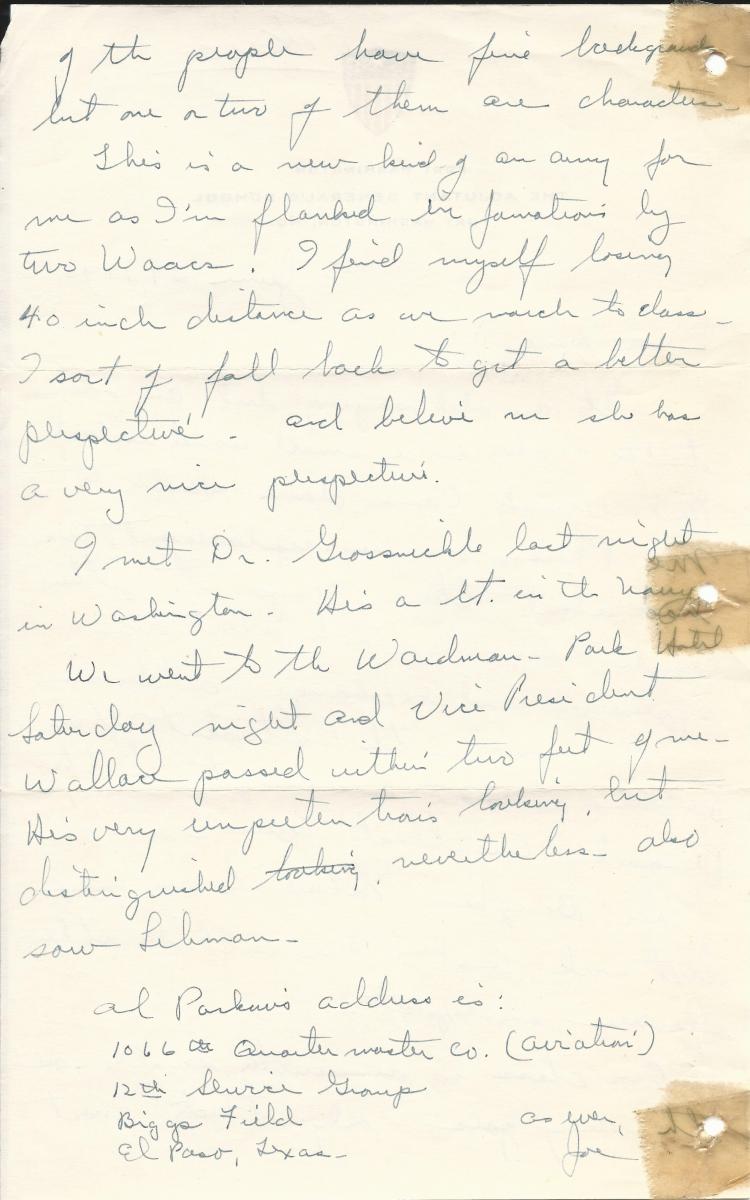 of the people have fine backgrounds
but one or two of them are characters.
This is a new kind of an army for
me as I'm flanked in formations by
two Waacs. I find myself losing
40 inch distance as we march to class -
I sort of fall back to get a better
perspective - and believe me she has
a very nice perspective.
I met Dr. Grossnickle last night
in Washington - He's a Lt. in the Navy
We went to the Wardman - Park Hotel
Saturday night and Vice President
Wallace passed within two feet of me -
He's very unpretentious looking, but
distinguished looking, nevertheless - also
saw Lehman -
Al Parkin's address is:
1066 th Quartermaster Co. (Aviation)
12th Service Group
Biggs Field
El Paso, Texas -
as ever,
Joe